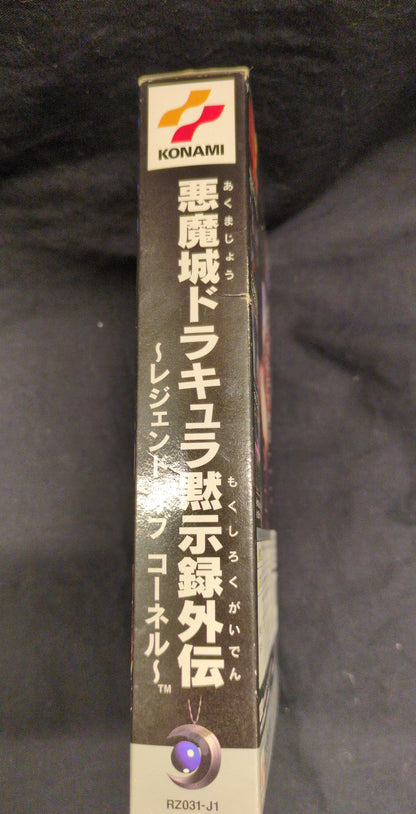 KONAMI
あくまじょう
悪魔城ドラキュラ黙示録外伝
もくしろくがいでん
～レジェンド
ブ コーネル～™
RZ031-J1